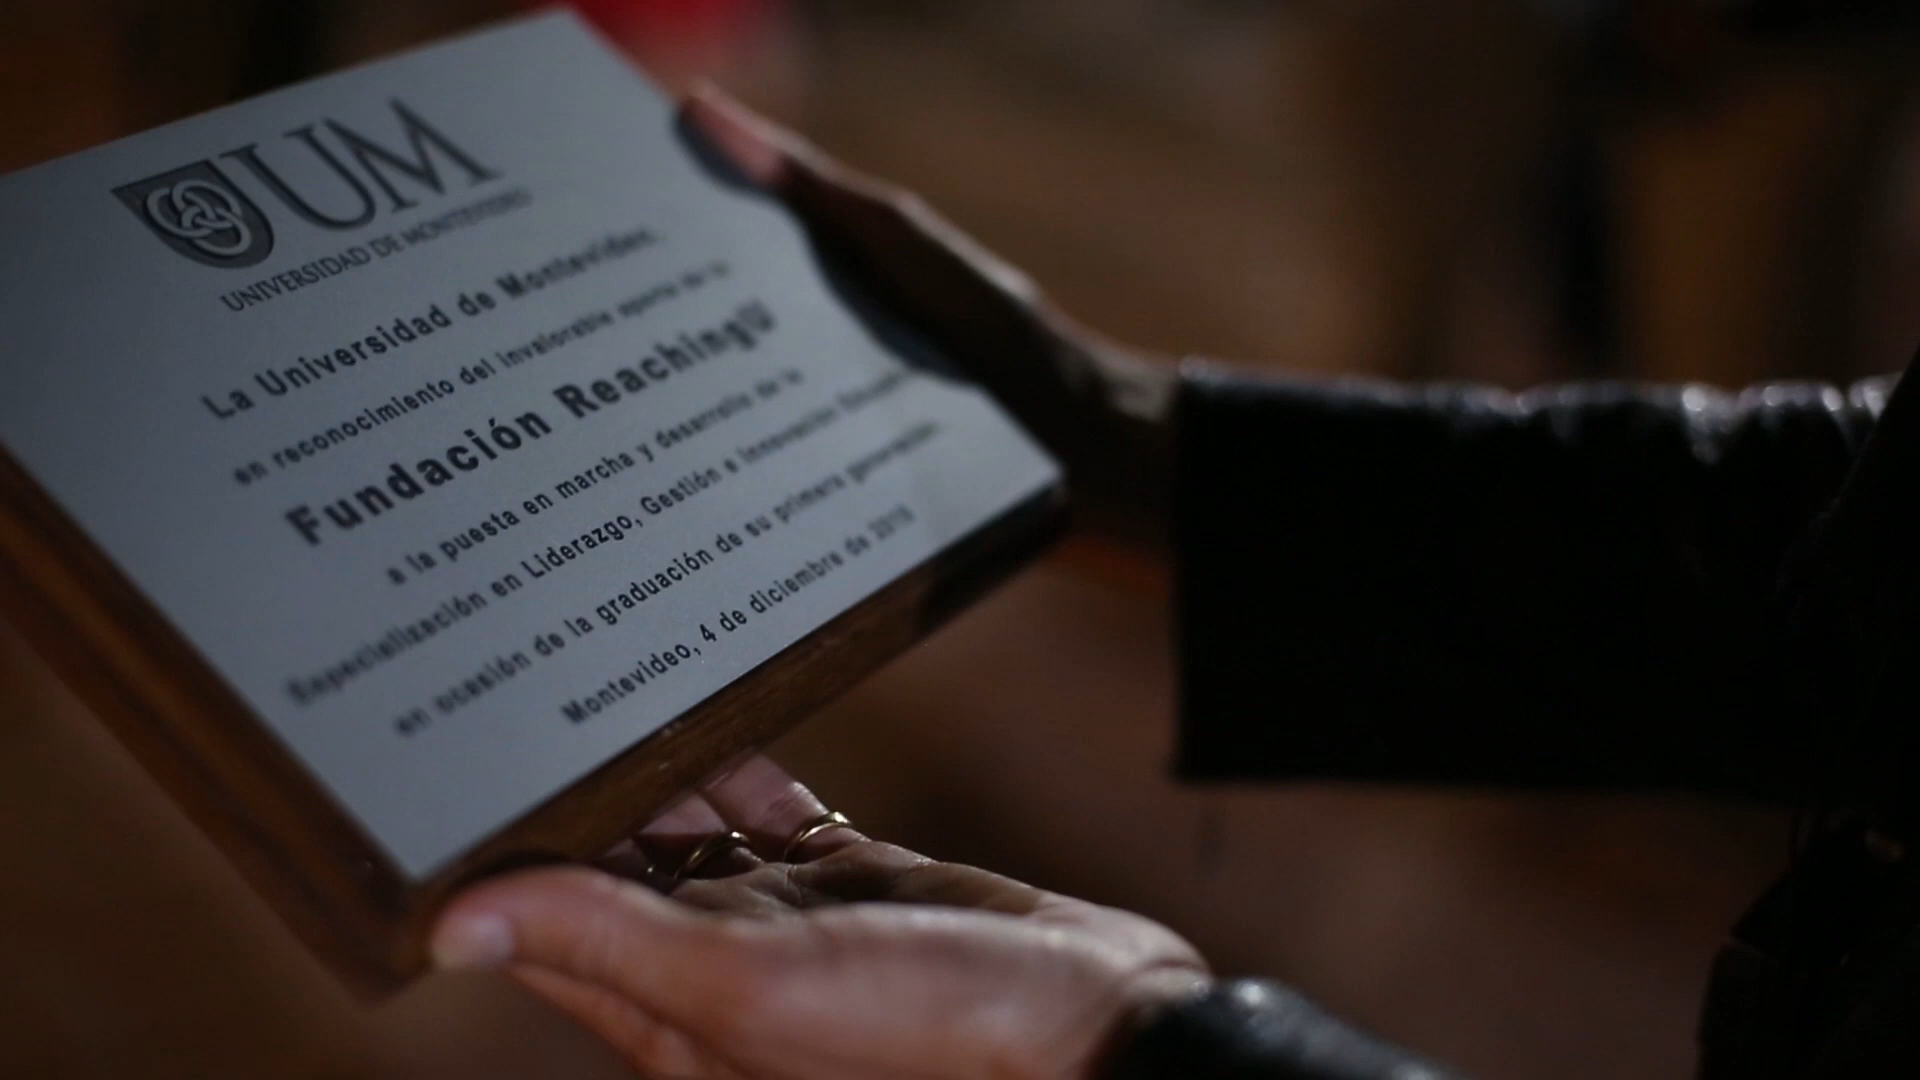 UM
UNIVERSIDAD DE MONTEVIDEO
La Universidad de Montevideo,
en reconocimiento del invalorable aporte de la
Fundación ReachingU
a la puesta en marcha y desarrollo de la
Especialización en Liderazgo, Gestión e Innovación
en ocasión de la graduación de su primera generación.
Montevideo, 4 de diciembre de